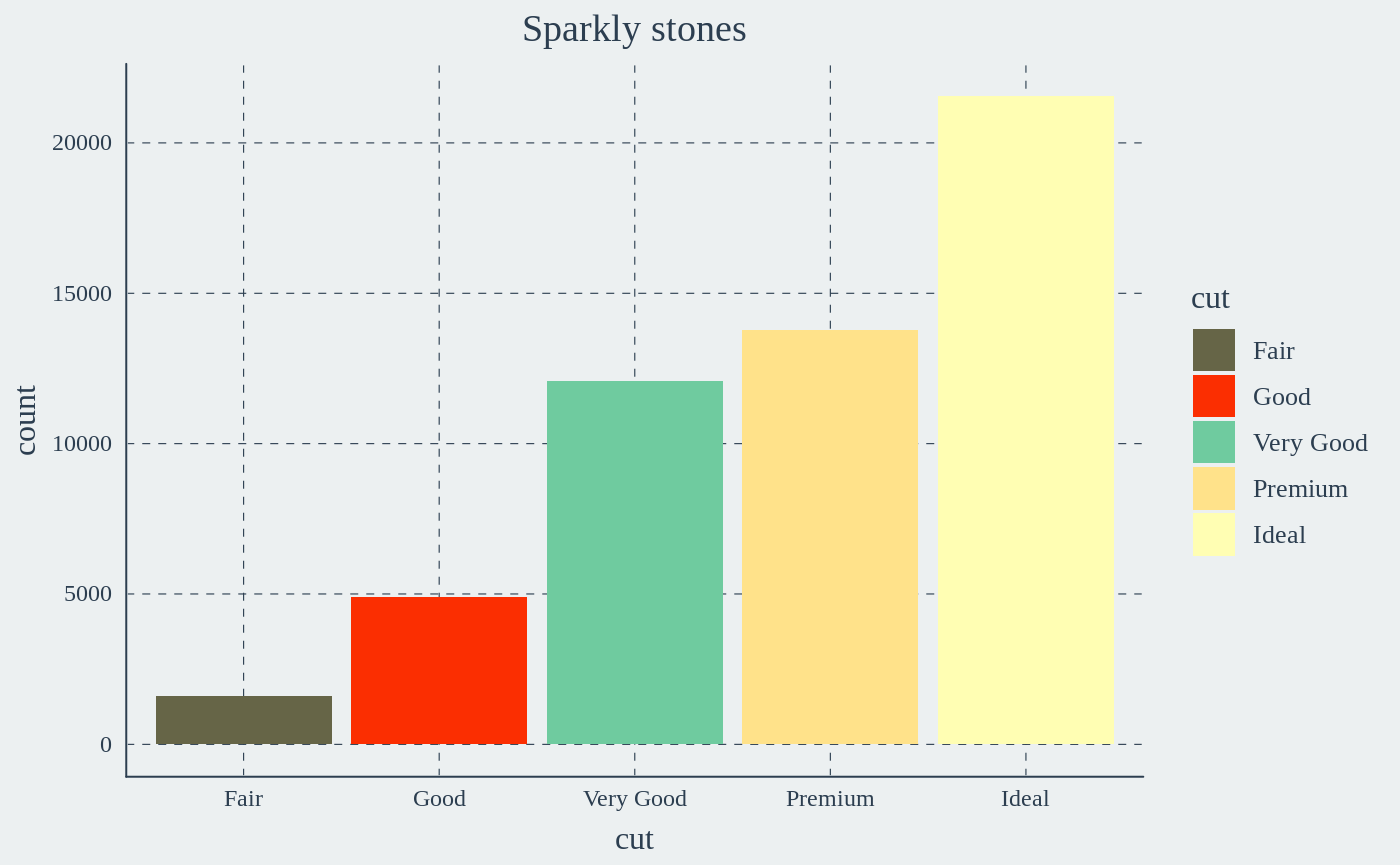 Sparkly stones
count
20000
15000
10000
5000
0
Fair
Good
Very Good
Premium
Ideal
cut
cut
Fair
Good
Very Good
Premium
Ideal